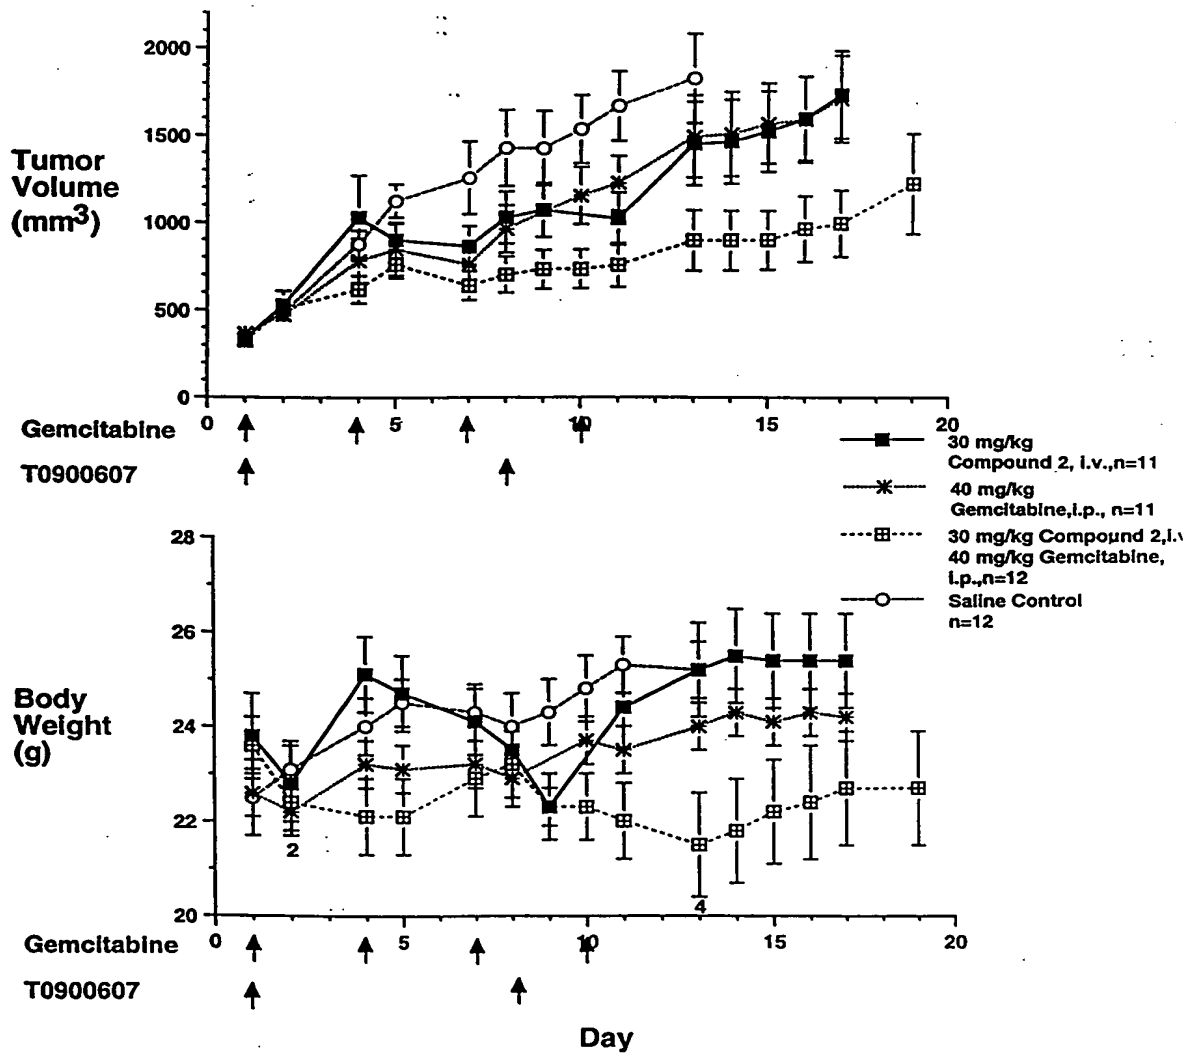 2000
1500
1000
500
0
Tumor
Volume
(mm3)
0 5 10 15 20
Gemcitabine
T0900607
30 mg/kg
Compound 2, i.v.,n=11
40 mg/kg
Gemcitabine,i.p., n=11
30 mg/kg Compound 2,i.v
40 mg/kg Gemcitabine,
i.p.,n=12
Saline Control
n=12
28
26
24
22
20
Body
Weight
(g)
2
4
0 5 10 15 20
Gemcitabine
T0900607
Day